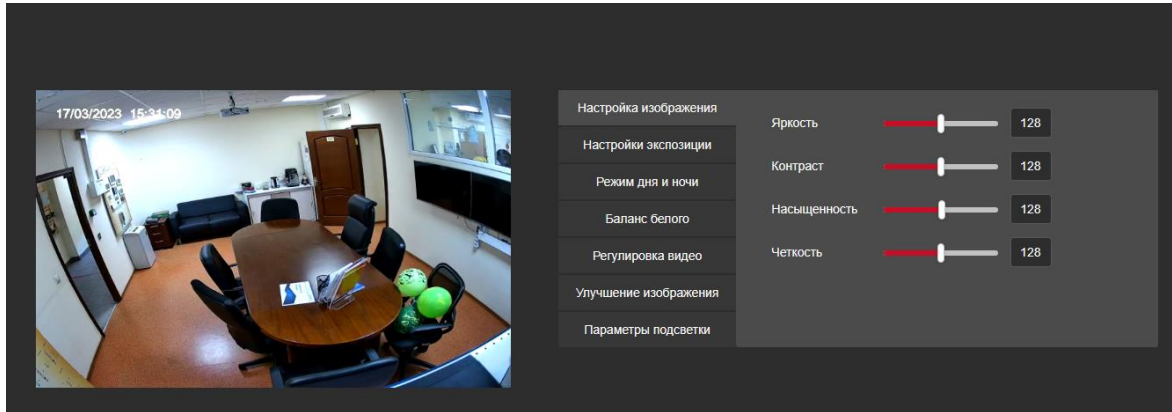 17/03/2023 15:31:09
Настройка изображения
Настройки экспозиции
Режим дня и ночи
Баланс белого
Регулировка видео
Улучшение изображения
Параметры подсветки
Яркость 128
Контраст 128
Насыщенность 128
Четкость 128